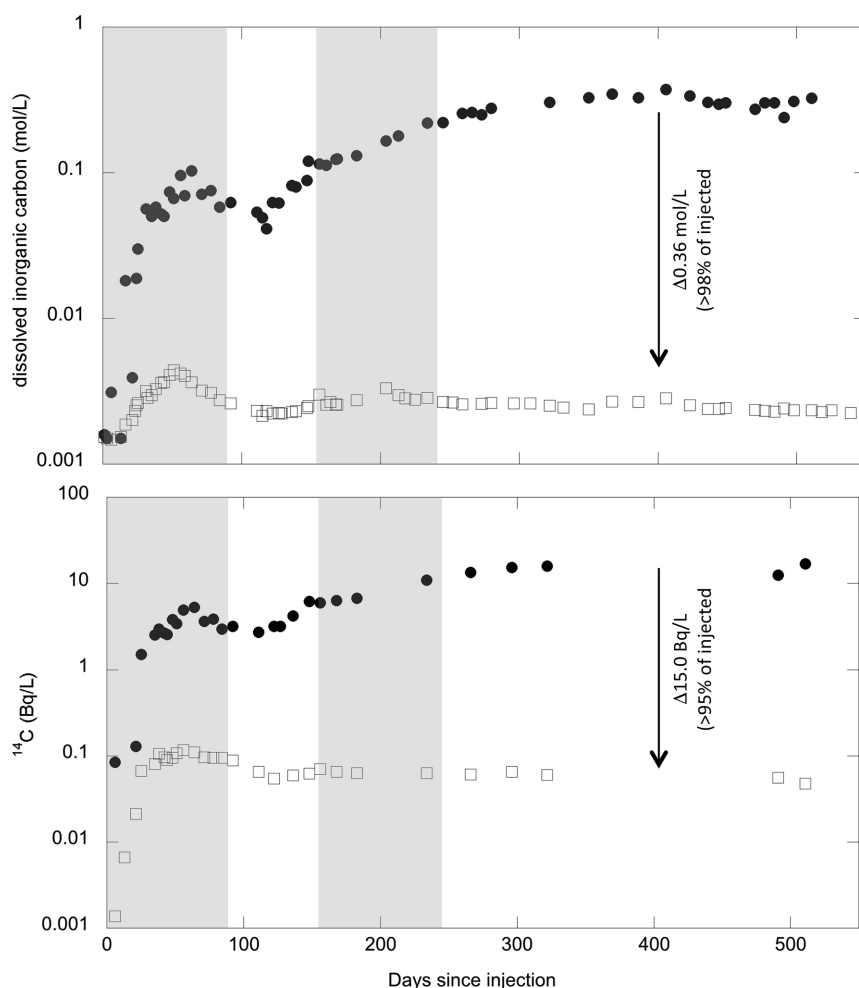 1
0.1
0.01
0.001
dissolved inorganic carbon (mol/L)
Δ0.36 mol/L
(>98% of injected)
100
10
1
0.1
0.01
0.001
¹⁴C (Bq/L)
Δ15.0 Bq/L
(>95% of injected)
0 100 200 300 400 500
Days since injection